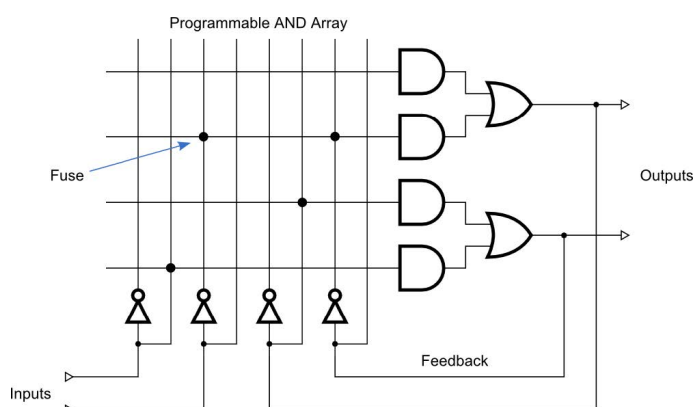 Programmable AND Array
Fuse
Outputs
Feedback
Inputs